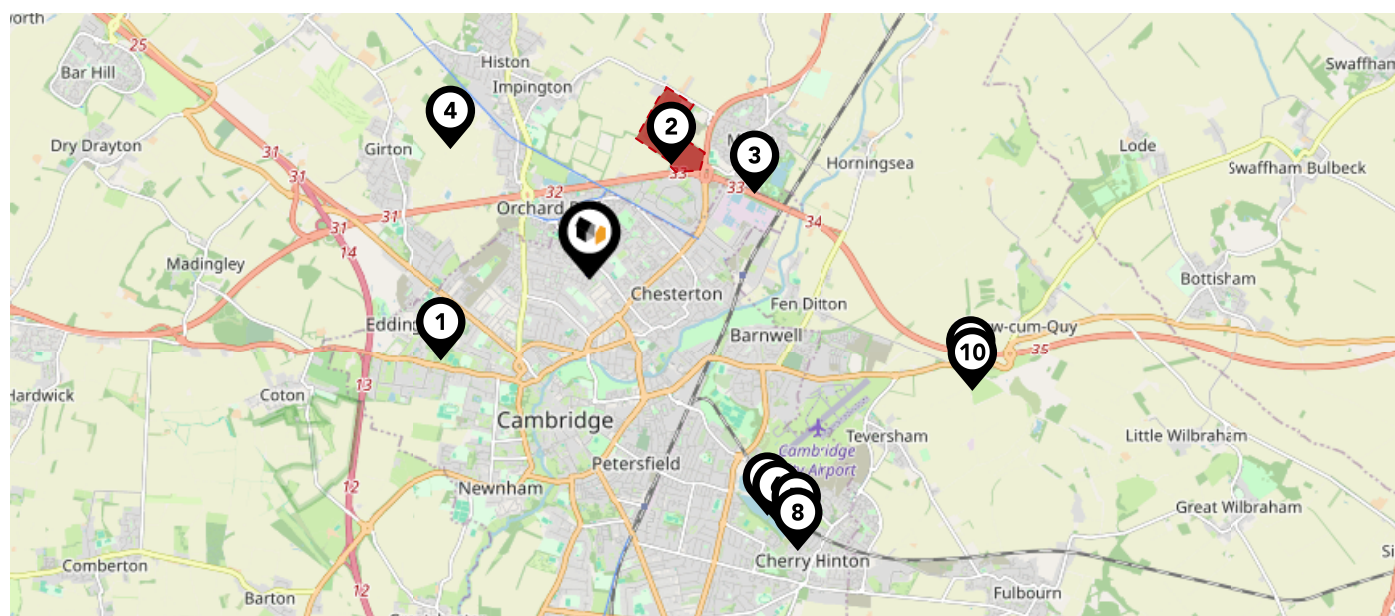 orth
25
Bar Hill
Histon
Impington
Swaffham
4
2
Dry Drayton
31
Girton
3
Horningsea
Lode
Swaffham Bulbeck
31
33
33
32
31
Orchard
34
31
14
Madingley
Bottisham
Chesterton
Fen Ditton
Edding
1
Barnwell
w-cum-Quy
10
35
13
Hardwick
Coton
Cambridge
Teversham
Little Wilbraham
Cambridge
Petersfield
y Airport
12
Newnham
8
Great Wilbraham
Cherry Hinton
Si
Comberton
12
Fulbourn
Barton